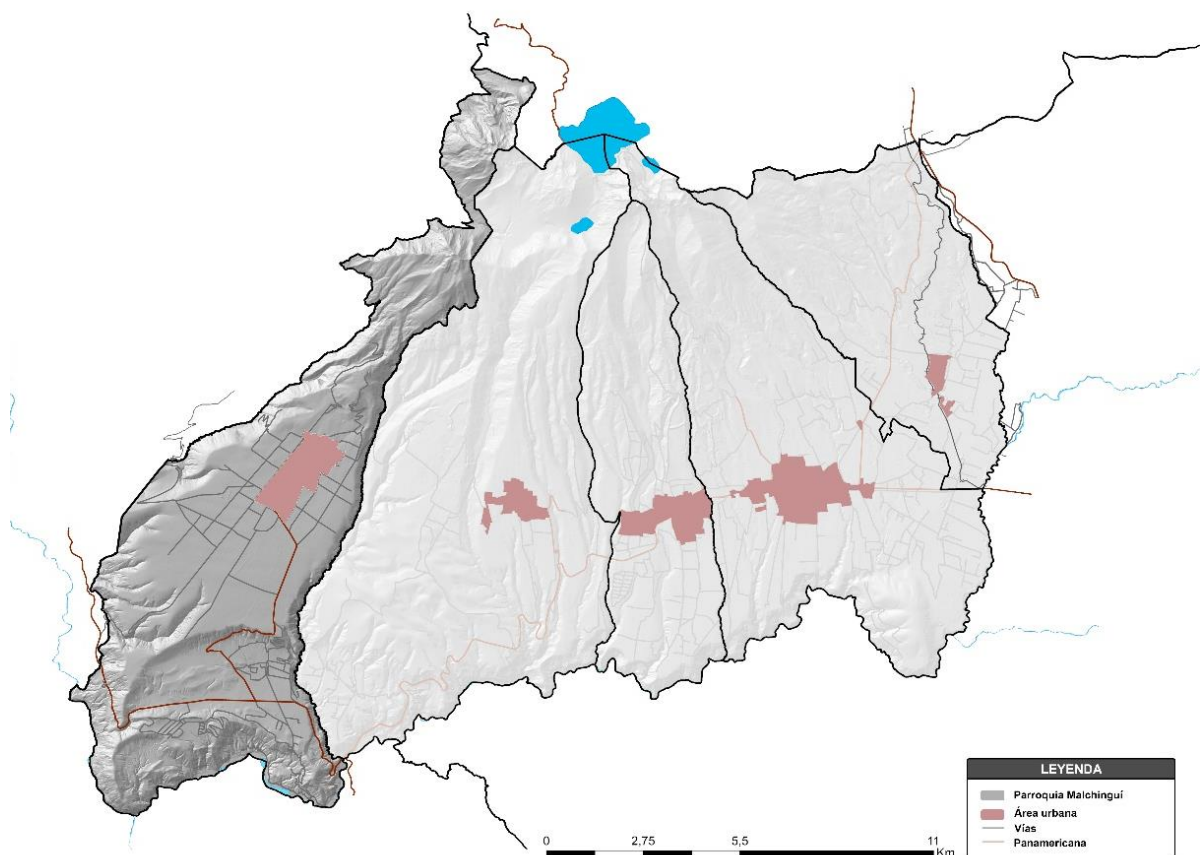 LEYENDA
Parroquia Malchinguí
Área urbana
Vías
Panamericana
0 2,75 5,5 11
Km